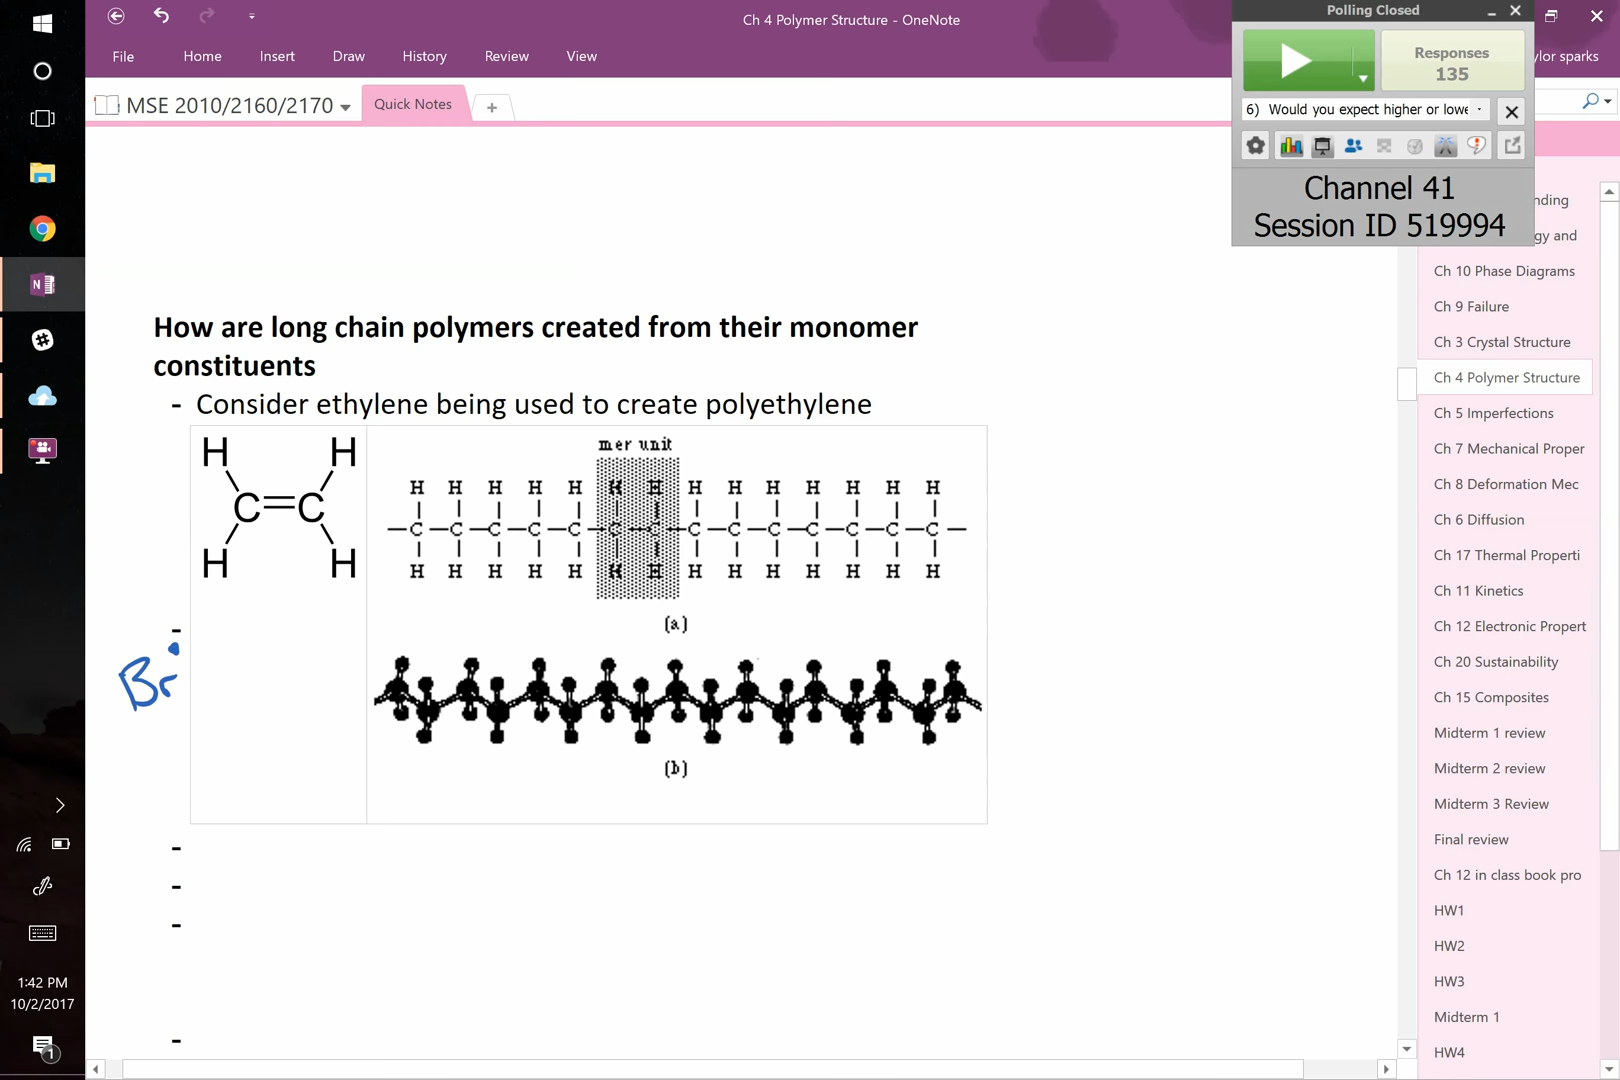 Ch 4 Polymer Structure - OneNote
File Home Insert Draw History Review View
ylor sparks
MSE 2010/2160/2170
Quick Notes
+
Polling Closed
Responses
135
6) Would you expect higher or lowe
Channel 41
Session ID 519994
How are long chain polymers created from their monomer
constituents
- Consider ethylene being used to create polyethylene
H H
C=C
H H
mer unit
H H H H H H H H H H H H H H
—C—C—C—C—C—C—C—C—C—C—C—C—C—C—
H H H H H H H H H H H H H H
(a)
-
Br
(b)
-
-
-
-
nding
gy and
Ch 10 Phase Diagrams
Ch 9 Failure
Ch 3 Crystal Structure
Ch 4 Polymer Structure
Ch 5 Imperfections
Ch 7 Mechanical Proper
Ch 8 Deformation Mec
Ch 6 Diffusion
Ch 17 Thermal Properti
Ch 11 Kinetics
Ch 12 Electronic Propert
Ch 20 Sustainability
Ch 15 Composites
Midterm 1 review
Midterm 2 review
Midterm 3 Review
Final review
Ch 12 in class book pro
HW1
HW2
HW3
Midterm 1
HW4
1:42 PM
10/2/2017
1